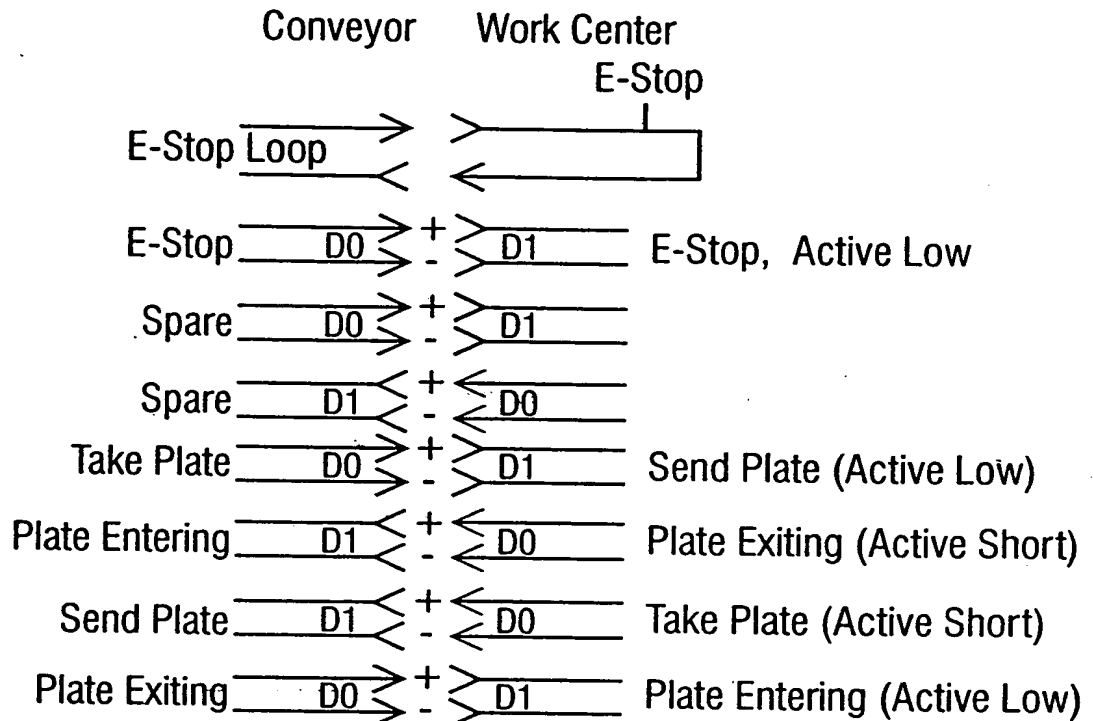 Conveyor Work Center
E-Stop
E-Stop Loop
E-Stop D0 + - D1 E-Stop, Active Low
Spare D0 + - D1
Spare D1 + - D0
Take Plate D0 + - D1 Send Plate (Active Low)
Plate Entering D1 + - D0 Plate Exiting (Active Short)
Send Plate D1 + - D0 Take Plate (Active Short)
Plate Exiting D0 + - D1 Plate Entering (Active Low)